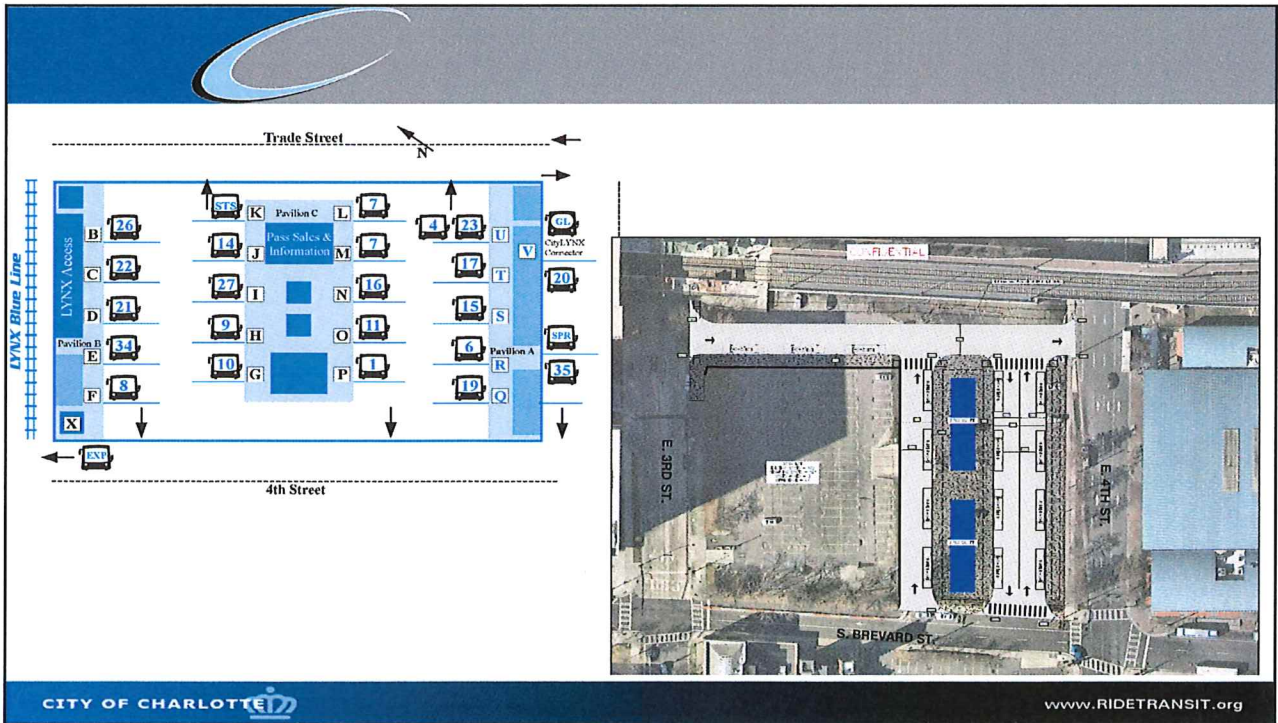 Trade Street
N
LYNX Blue Line
LYNX Access
Pavilion B
B 26
C 22
D 21
E 34
F 8
X
EXP
STS K
14 J
27 I
9 H
10 G
Pavilion C
Pass Sales &
Information
L 7
M 7
N 16
O 11
P 1
4 23 U
17 T
15 S
6 R
19 Q
Pavilion A
V
GL
CityLYNX
Connector
20
SPR
35
4th Street
CONFIDENTIAL
E. 3RD ST.
E. 4TH ST.
S. BREVARD ST.
CITY OF CHARLOTTE
www.RIDETRANSIT.org